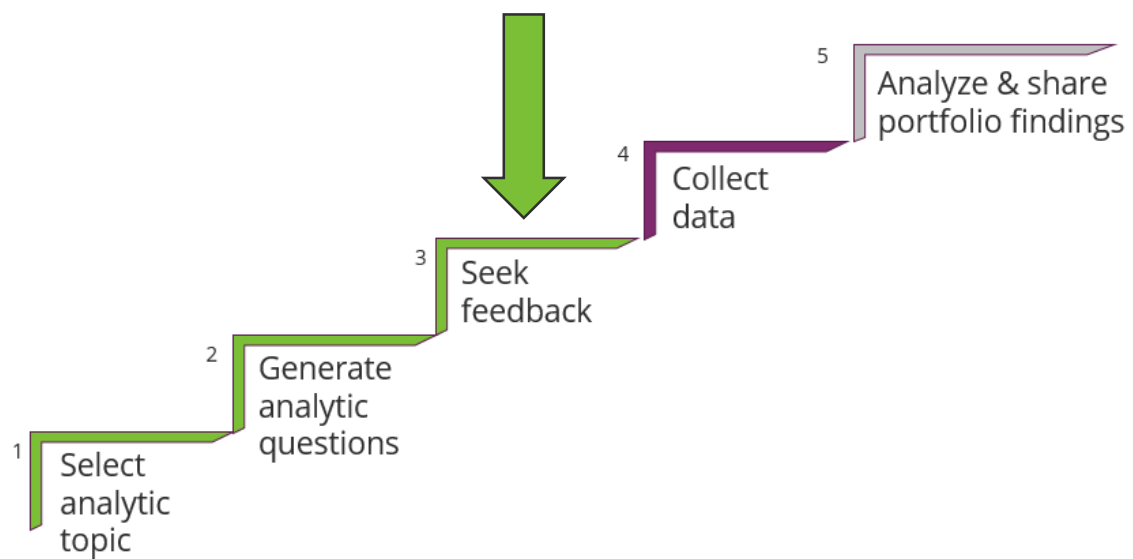 1
Select
analytic
topic
2
Generate
analytic
questions
3
Seek
feedback
4
Collect
data
5
Analyze & share
portfolio findings